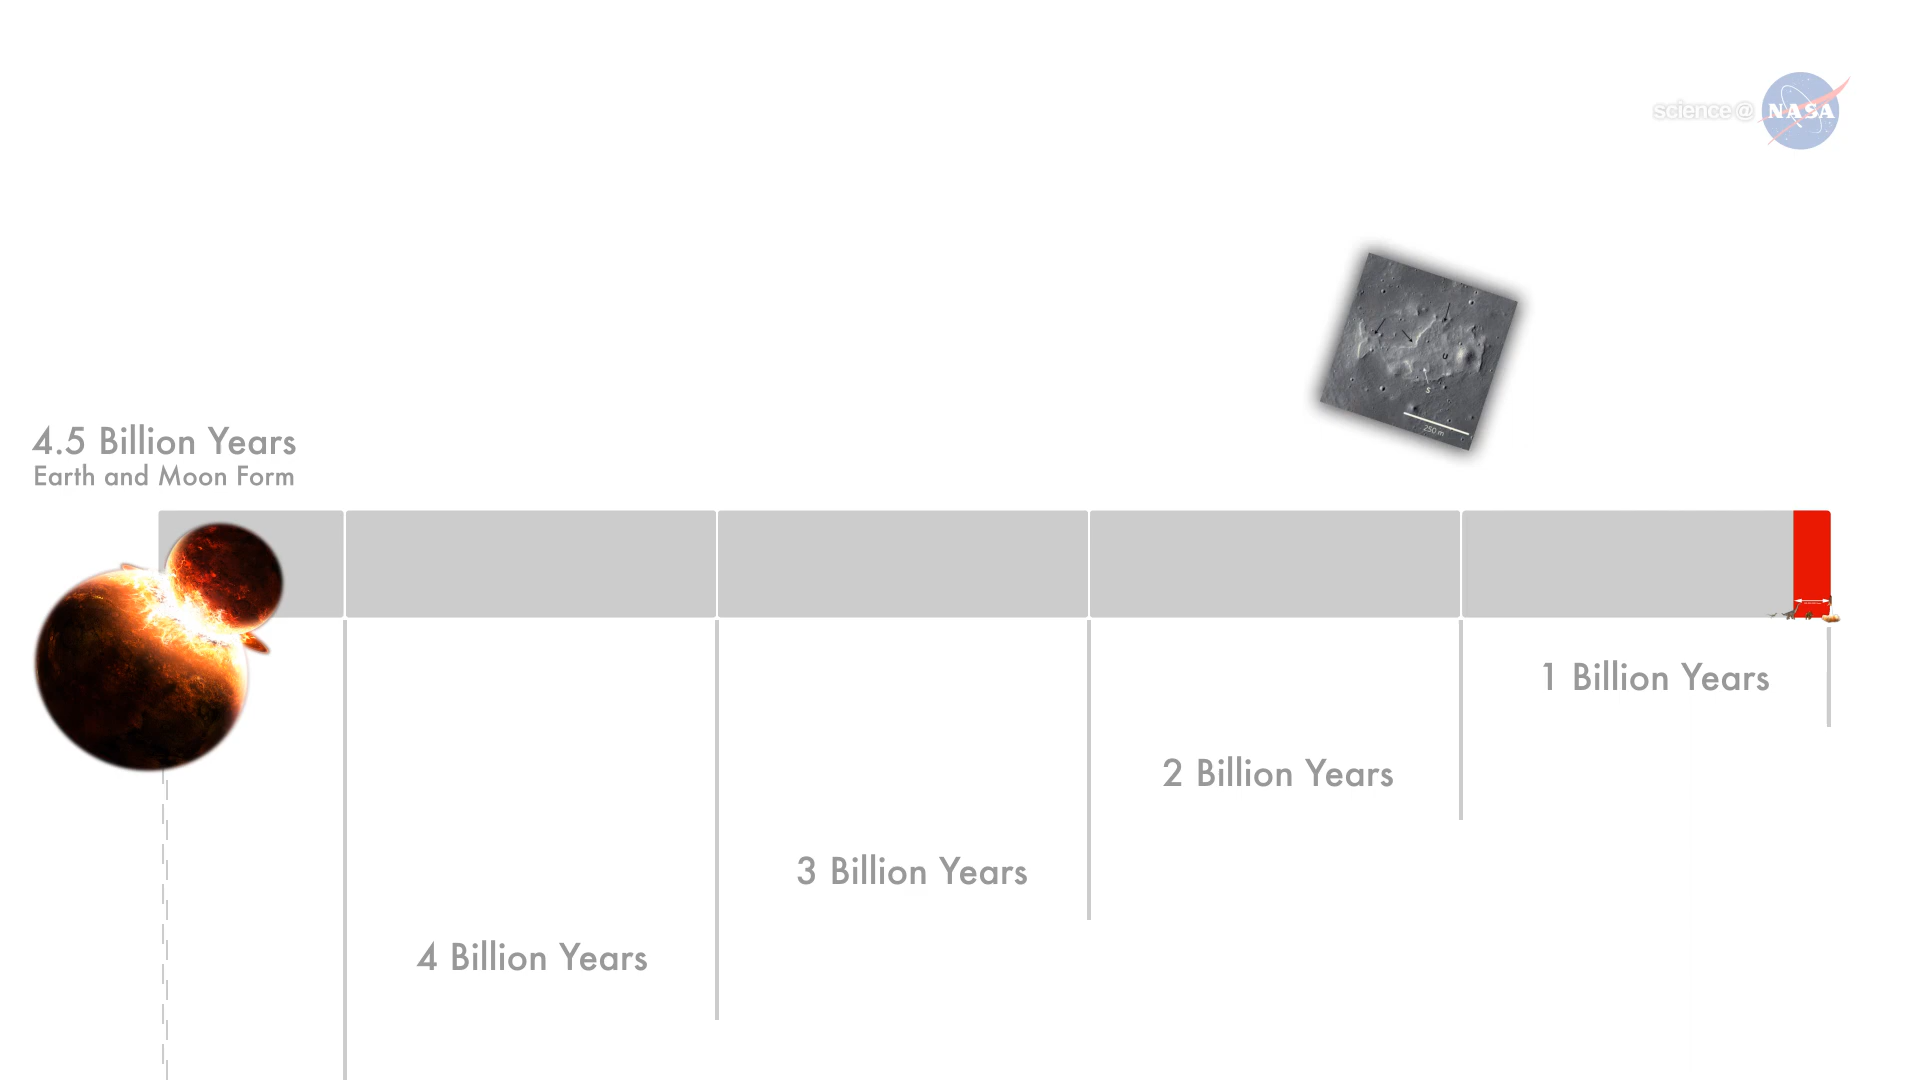 science@ NASA
U
S
250 m
4.5 Billion Years
Earth and Moon Form
1 Billion Years
2 Billion Years
3 Billion Years
4 Billion Years